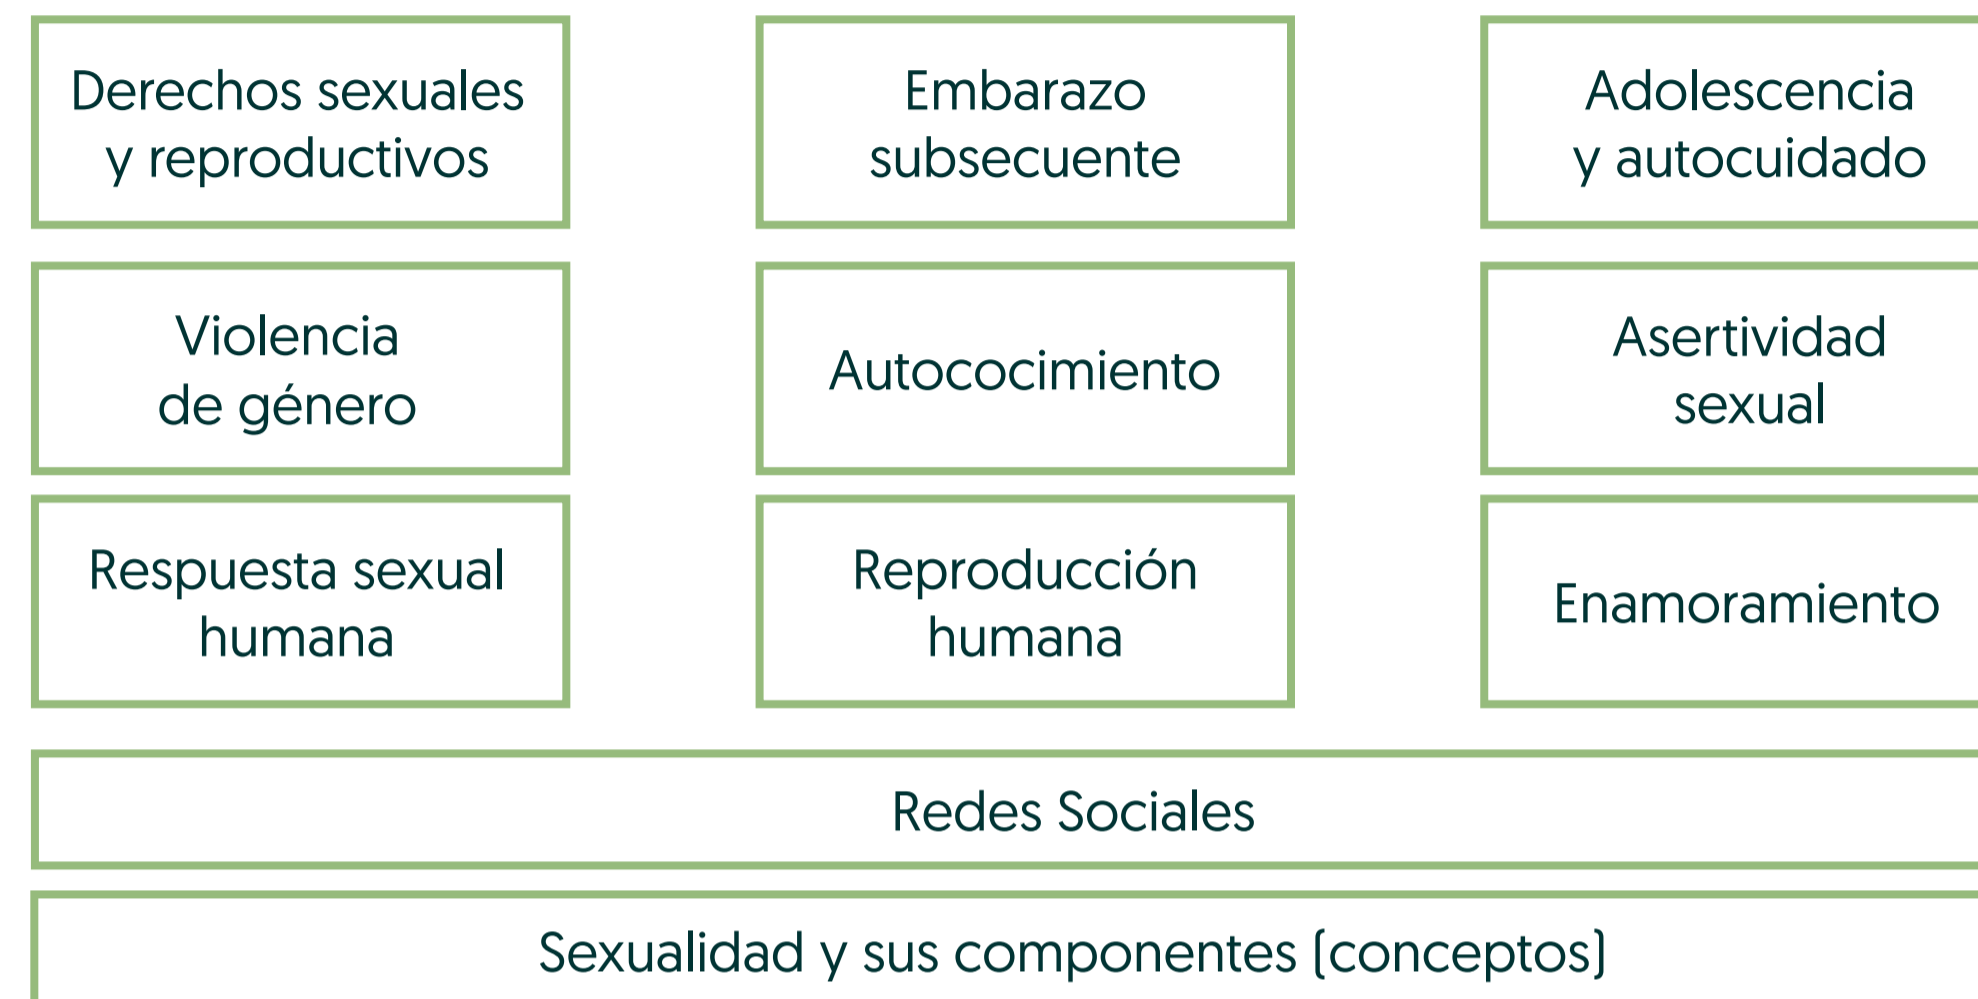 Derechos sexuales
y reproductivos
Embarazo
subsecuente
Adolescencia
y autocuidado
Violencia
de género
Autococimiento
Asertividad
sexual
Respuesta sexual
humana
Reproducción
humana
Enamoramiento
Redes Sociales
Sexualidad y sus componentes (conceptos)